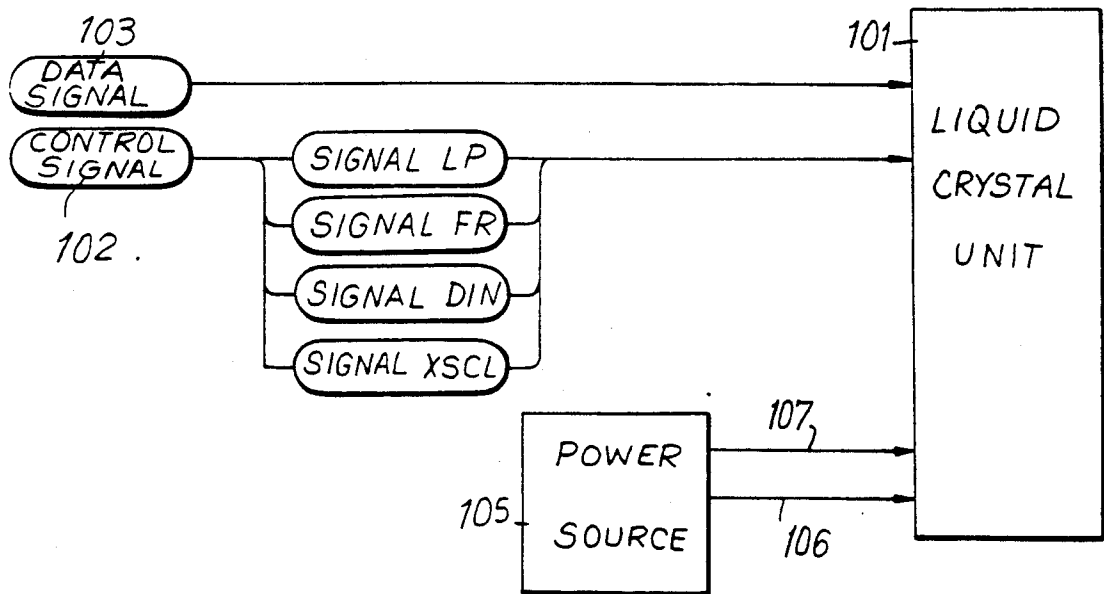 103
DATA
SIGNAL
CONTROL
SIGNAL
102 .
SIGNAL LP
SIGNAL FR
SIGNAL DIN
SIGNAL XSCL
101
LIQUID
CRYSTAL
UNIT
107
POWER
SOURCE
105
106